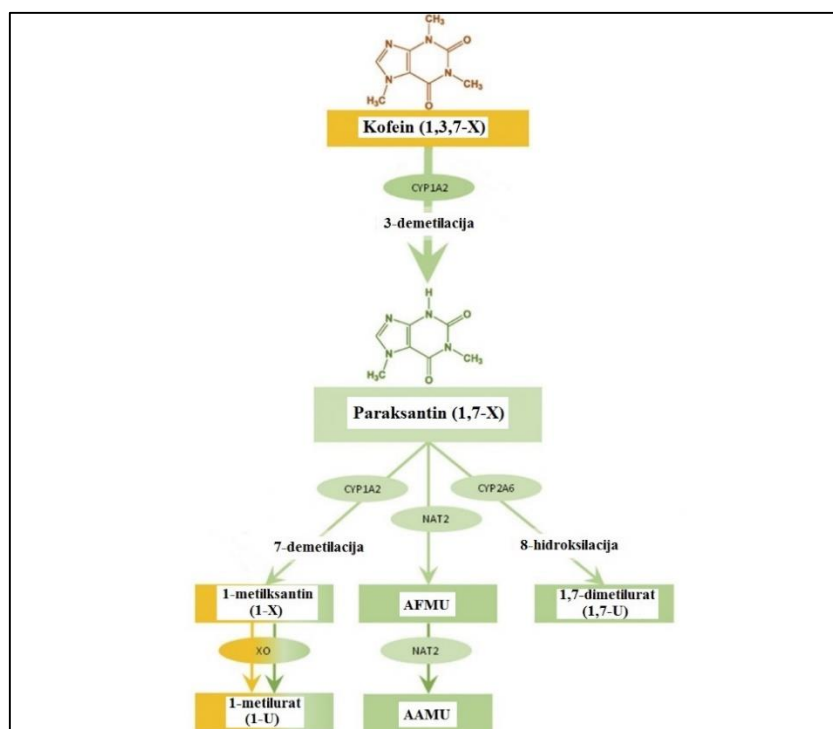 CH₃
N
N
O
N
N
CH₃
H₃C
O
Kofein (1,3,7-X)
CYP1A2
3-demetilacija
H
N
N
O
N
N
CH₃
H₃C
O
Paraksantin (1,7-X)
CYP1A2
NAT2
CYP2A6
7-demetilacija
8-hidroksilacija
1-metilksantin
(1-X)
AFMU
1,7-dimetilurat
(1,7-U)
XO
NAT2
1-metilurat
(1-U)
AAMU